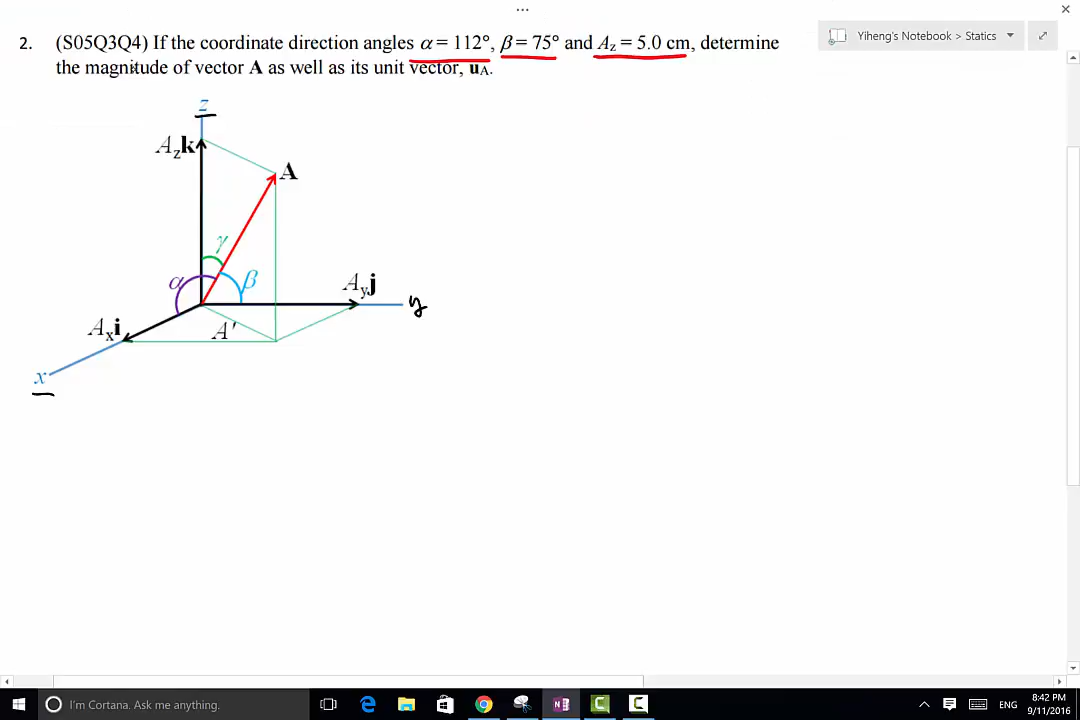 ...
Yiheng's Notebook > Statics
2. (S05Q3Q4) If the coordinate direction angles α = 112°, β = 75° and Az = 5.0 cm, determine
the magnitude of vector A as well as its unit vector, uA.
z
Azk
A
γ
α
β
Ayj
y
Axi
A'
x
I'm Cortana. Ask me anything.
ENG
8:42 PM
9/11/2016